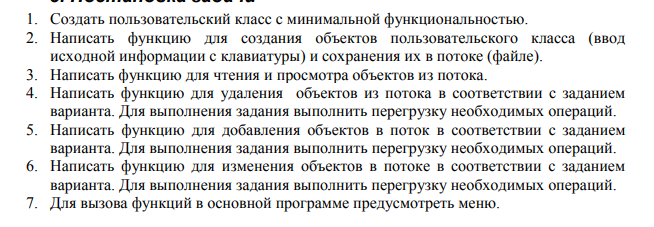 1. Создать пользовательский класс с минимальной функциональностью.
2. Написать функцию для создания объектов пользовательского класса (ввод
исходной информации с клавиатуры) и сохранения их в потоке (файле).
3. Написать функцию для чтения и просмотра объектов из потока.
4. Написать функцию для удаления объектов из потока в соответствии с заданием
варианта. Для выполнения задания выполнить перегрузку необходимых операций.
5. Написать функцию для добавления объектов в поток в соответствии с заданием
варианта. Для выполнения задания выполнить перегрузку необходимых операций.
6. Написать функцию для изменения объектов в потоке в соответствии с заданием
варианта. Для выполнения задания выполнить перегрузку необходимых операций.
7. Для вызова функций в основной программе предусмотреть меню.